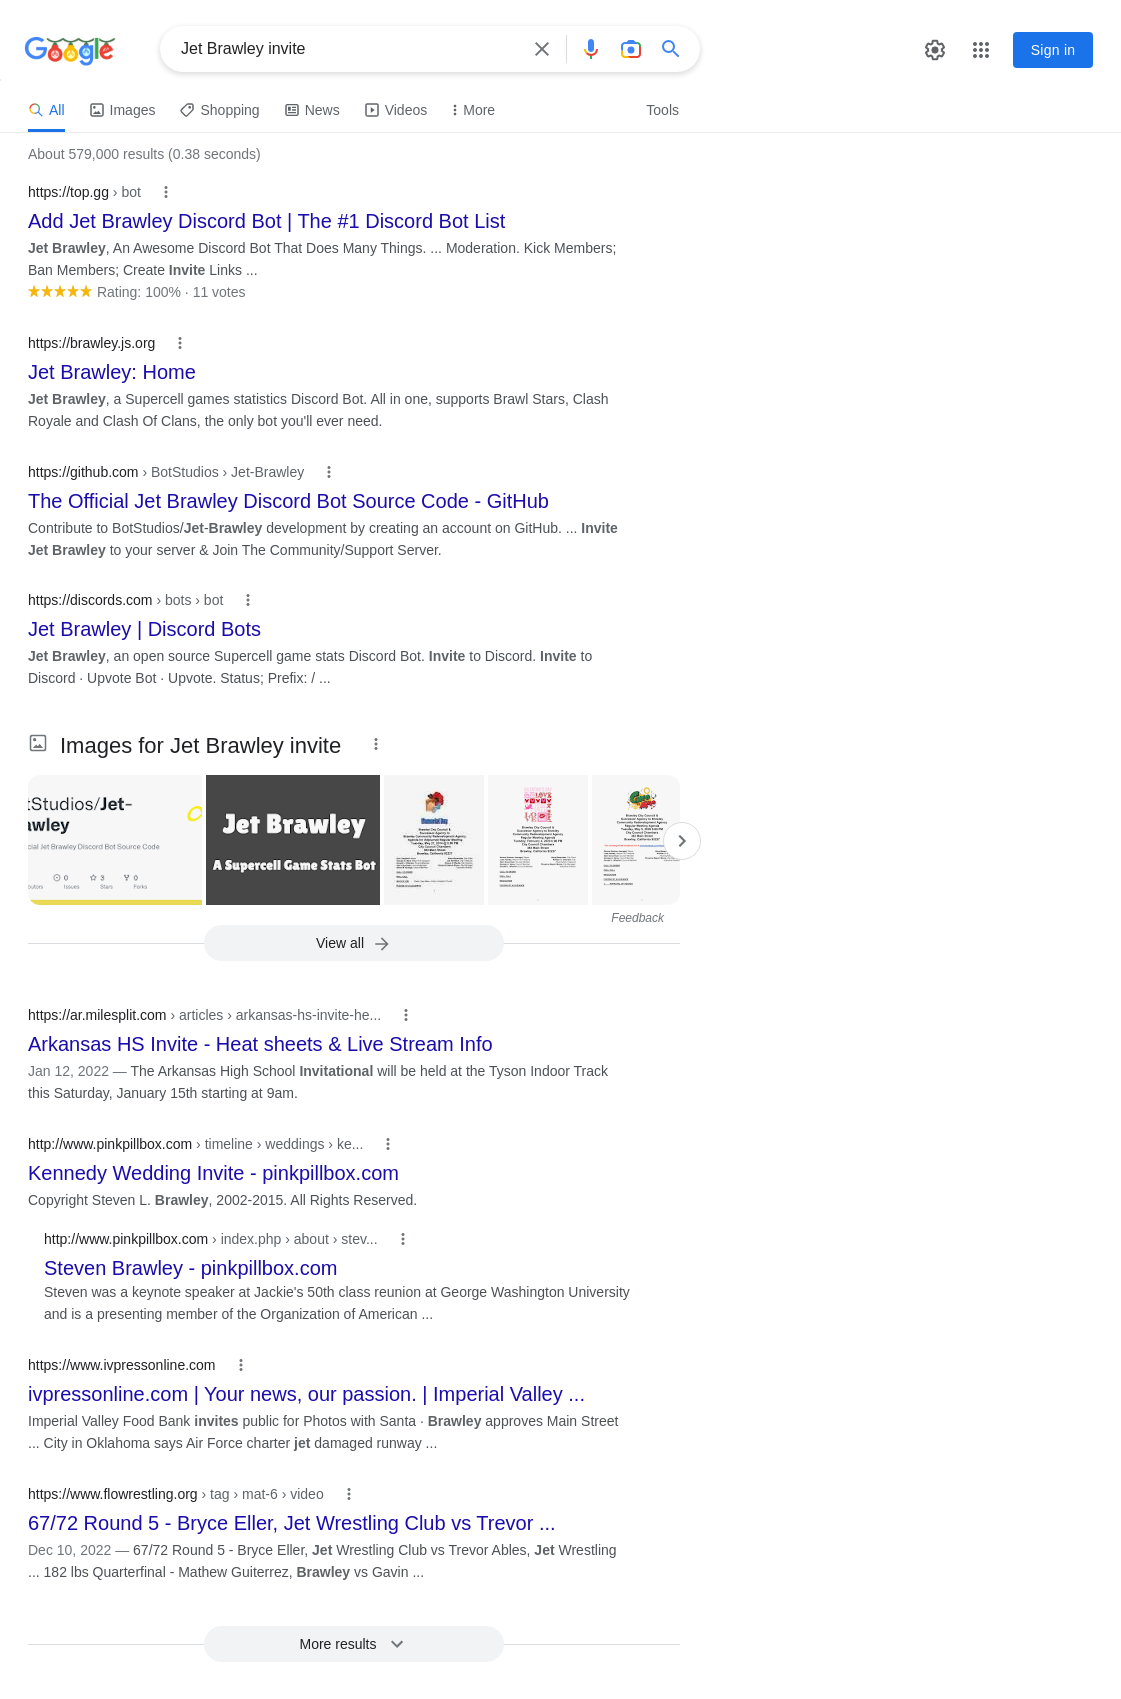 Google
Jet Brawley invite
Sign in
All
Images
Shopping
News
Videos
More
Tools
About 579,000 results (0.38 seconds)
https://top.gg › bot
Add Jet Brawley Discord Bot | The #1 Discord Bot List
Jet Brawley, An Awesome Discord Bot That Does Many Things. ... Moderation. Kick Members;
Ban Members; Create Invite Links ...
Rating: 100% · 11 votes
https://brawley.js.org
Jet Brawley: Home
Jet Brawley, a Supercell games statistics Discord Bot. All in one, supports Brawl Stars, Clash
Royale and Clash Of Clans, the only bot you'll ever need.
https://github.com › BotStudios › Jet-Brawley
The Official Jet Brawley Discord Bot Source Code - GitHub
Contribute to BotStudios/Jet-Brawley development by creating an account on GitHub. ... Invite
Jet Brawley to your server & Join The Community/Support Server.
https://discords.com › bots › bot
Jet Brawley | Discord Bots
Jet Brawley, an open source Supercell game stats Discord Bot. Invite to Discord. Invite to
Discord · Upvote Bot · Upvote. Status; Prefix: / ...
Images for Jet Brawley invite
tStudios/Jet-
awley
cial Jet Brawley Discord Bot Source Code
0
3
0
Issues
Stars
Forks
Jet Brawley
A Supercell Game Stats Bot
Feedback
View all
https://ar.milesplit.com › articles › arkansas-hs-invite-he...
Arkansas HS Invite - Heat sheets & Live Stream Info
Jan 12, 2022 — The Arkansas High School Invitational will be held at the Tyson Indoor Track
this Saturday, January 15th starting at 9am.
http://www.pinkpillbox.com › timeline › weddings › ke...
Kennedy Wedding Invite - pinkpillbox.com
Copyright Steven L. Brawley, 2002-2015. All Rights Reserved.
http://www.pinkpillbox.com › index.php › about › stev...
Steven Brawley - pinkpillbox.com
Steven was a keynote speaker at Jackie's 50th class reunion at George Washington University
and is a presenting member of the Organization of American ...
https://www.ivpressonline.com
ivpressonline.com | Your news, our passion. | Imperial Valley ...
Imperial Valley Food Bank invites public for Photos with Santa · Brawley approves Main Street
... City in Oklahoma says Air Force charter jet damaged runway ...
https://www.flowrestling.org › tag › mat-6 › video
67/72 Round 5 - Bryce Eller, Jet Wrestling Club vs Trevor ...
Dec 10, 2022 — 67/72 Round 5 - Bryce Eller, Jet Wrestling Club vs Trevor Ables, Jet Wrestling
... 182 lbs Quarterfinal - Mathew Guiterrez, Brawley vs Gavin ...
More results